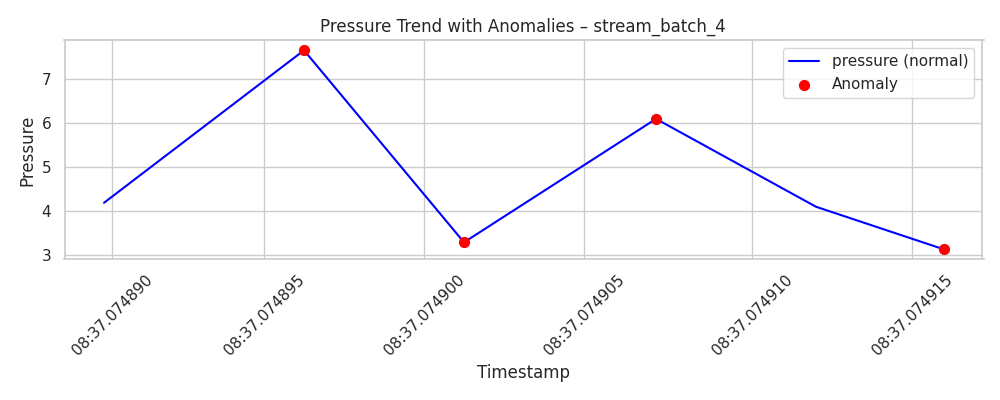 Pressure Trend with Anomalies – stream_batch_4
pressure (normal)
Anomaly
Pressure
7
6
5
4
3
08:37.074890
08:37.074895
08:37.074900
08:37.074905
08:37.074910
08:37.074915
Timestamp